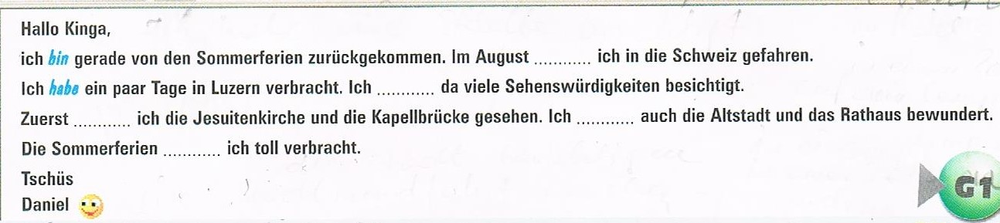 Hallo Kinga,
ich bin gerade von den Sommerferien zurückgekommen. Im August ............ ich in die Schweiz gefahren.
Ich habe ein paar Tage in Luzern verbracht. Ich ............ da viele Sehenswürdigkeiten besichtigt.
Zuerst ............ ich die Jesuitenkirche und die Kapellbrücke gesehen. Ich ............ auch die Altstadt und das Rathaus bewundert.
Die Sommerferien ............ ich toll verbracht.
Tschüs
Daniel
G1